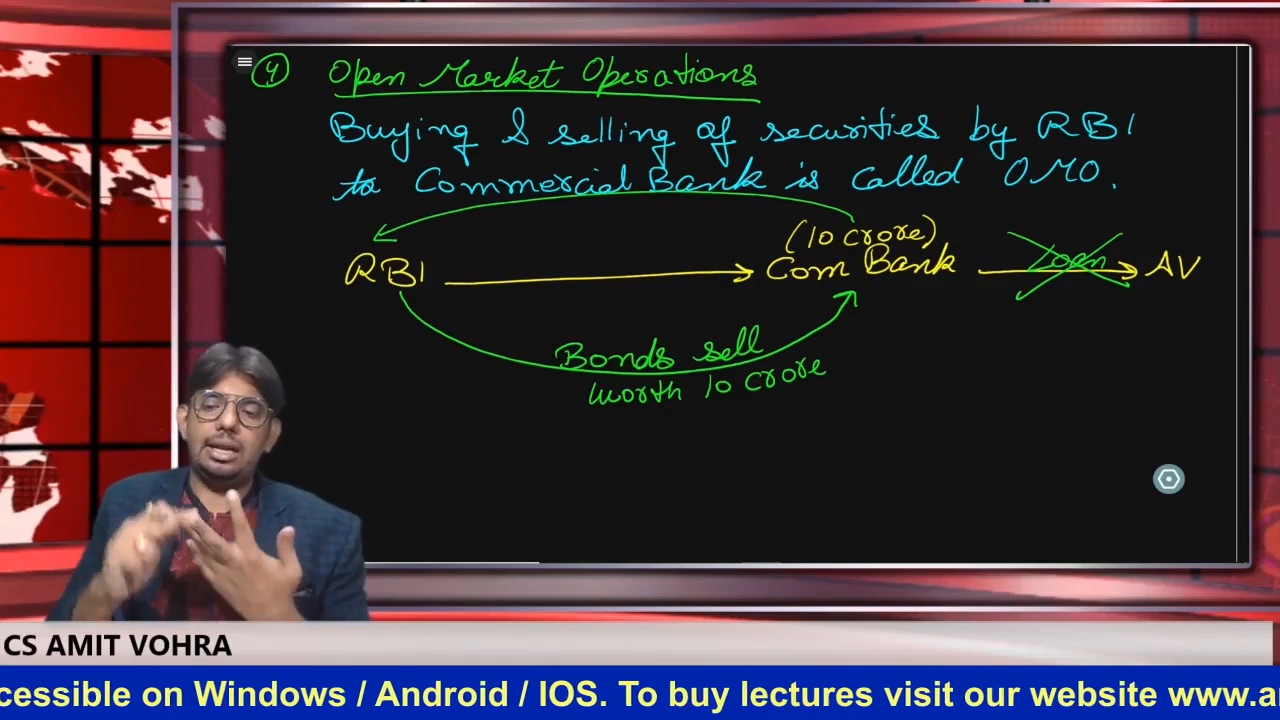 4 Open Market Operations
Buying & selling of securities by RBI
to Commercial Bank is called OMO.
(10 crore)
RBI Com Bank Loan AV
Bonds sell
worth 10 crore
CS AMIT VOHRA
cessible on Windows / Android / IOS. To buy lectures visit our website www.a